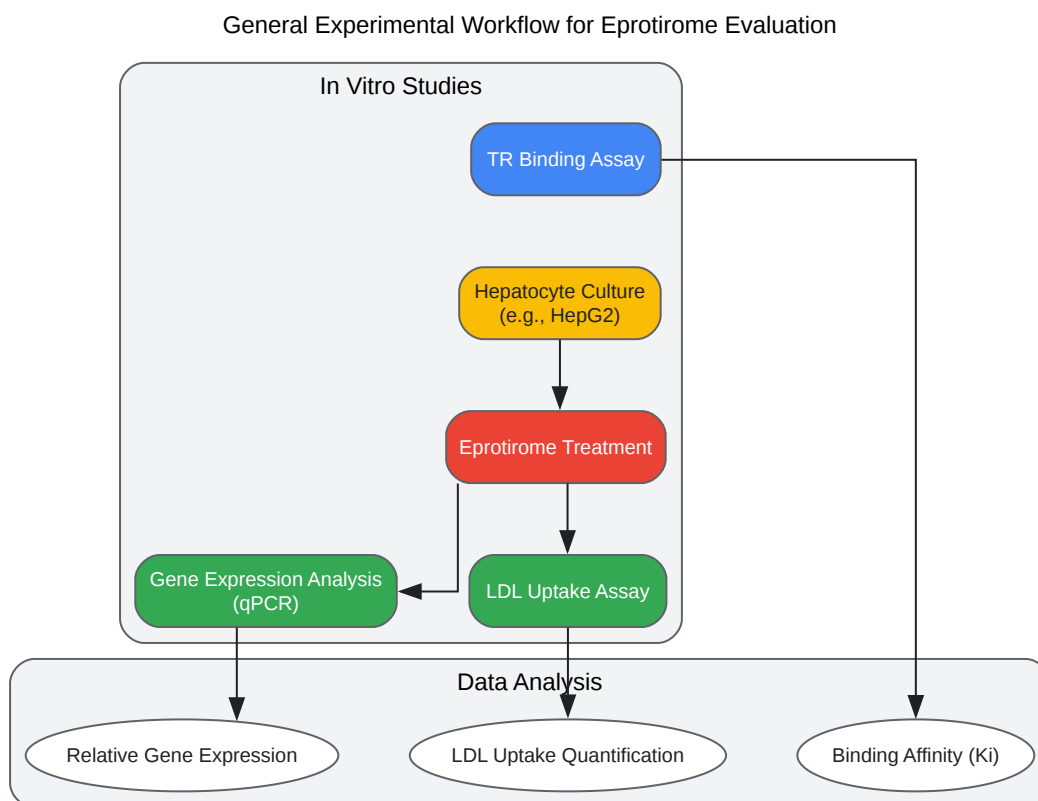 General Experimental Workflow for Eprotirome Evaluation
In Vitro Studies
TR Binding Assay
Hepatocyte Culture
(e.g., HepG2)
Eprotirome Treatment
Gene Expression Analysis
(qPCR)
LDL Uptake Assay
Data Analysis
Relative Gene Expression
LDL Uptake Quantification
Binding Affinity (Ki)